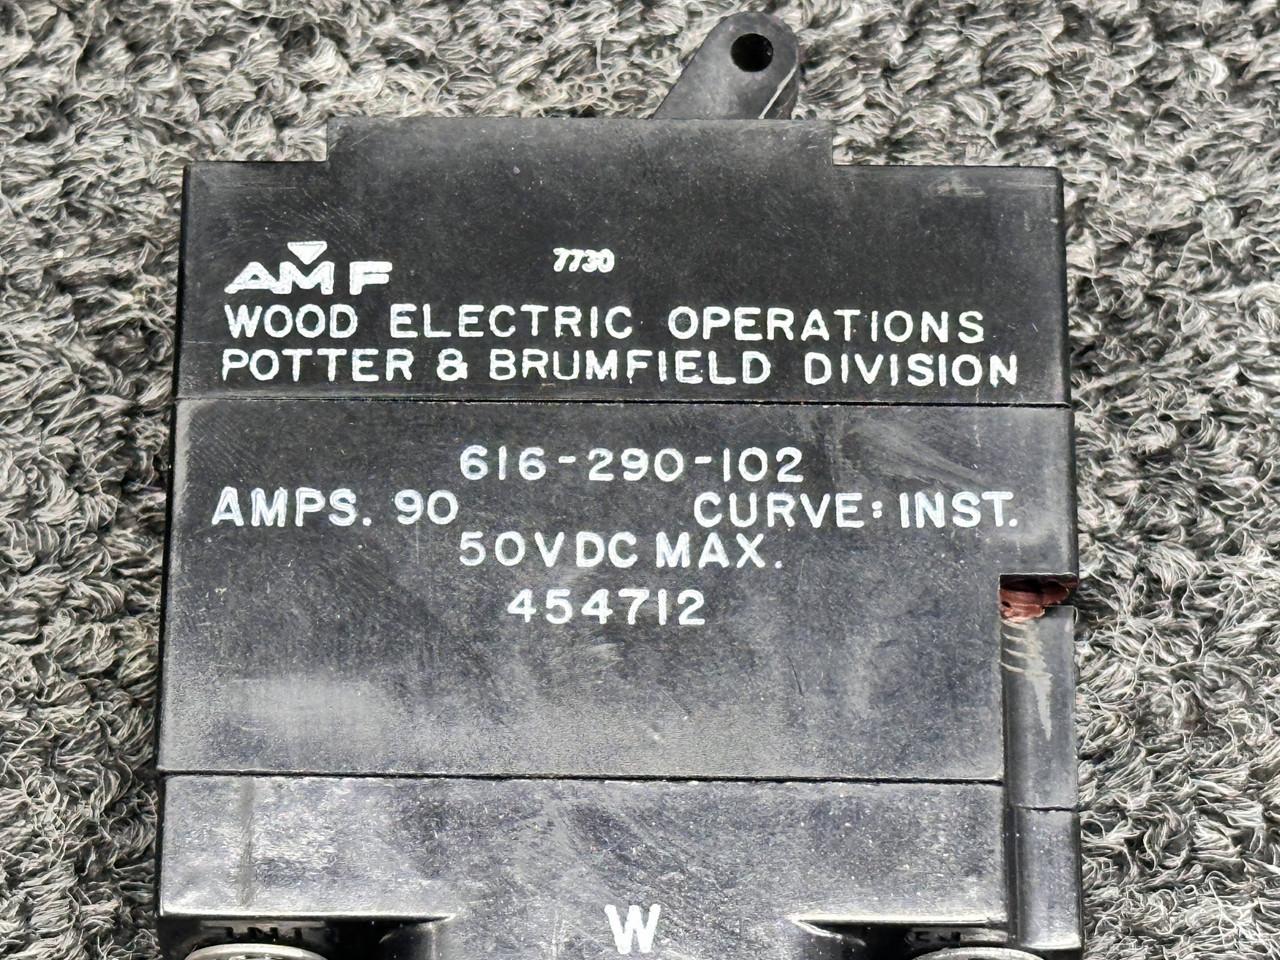 AMF 7730
WOOD ELECTRIC OPERATIONS
POTTER & BRUMFIELD DIVISION
616-290-102
AMPS. 90 CURVE: INST.
50VDC MAX.
454712
W